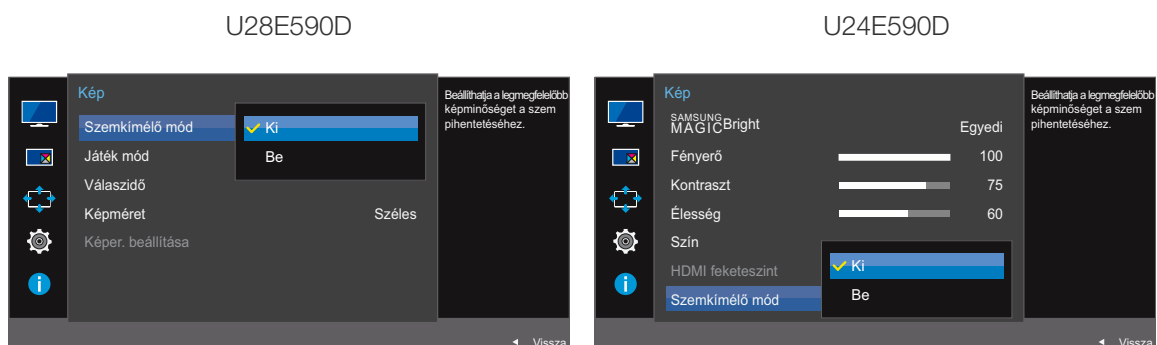 U28E590D
Kép
Szemkímélő mód
Ki
Be
Játék mód
Válaszidő
Képméret Széles
Képer. beállítása
Beállíthatja a legmegfelelőbb
képminőséget a szem
pihentetéséhez.
Vissza
U24E590D
Kép
SAMSUNG
MAGICBright Egyedi
Fényerő 100
Kontraszt 75
Élesség 60
Szín
HDMI feketeszint
Szemkímélő mód
Ki
Be
Beállíthatja a legmegfelelőbb
képminőséget a szem
pihentetéséhez.
Vissza